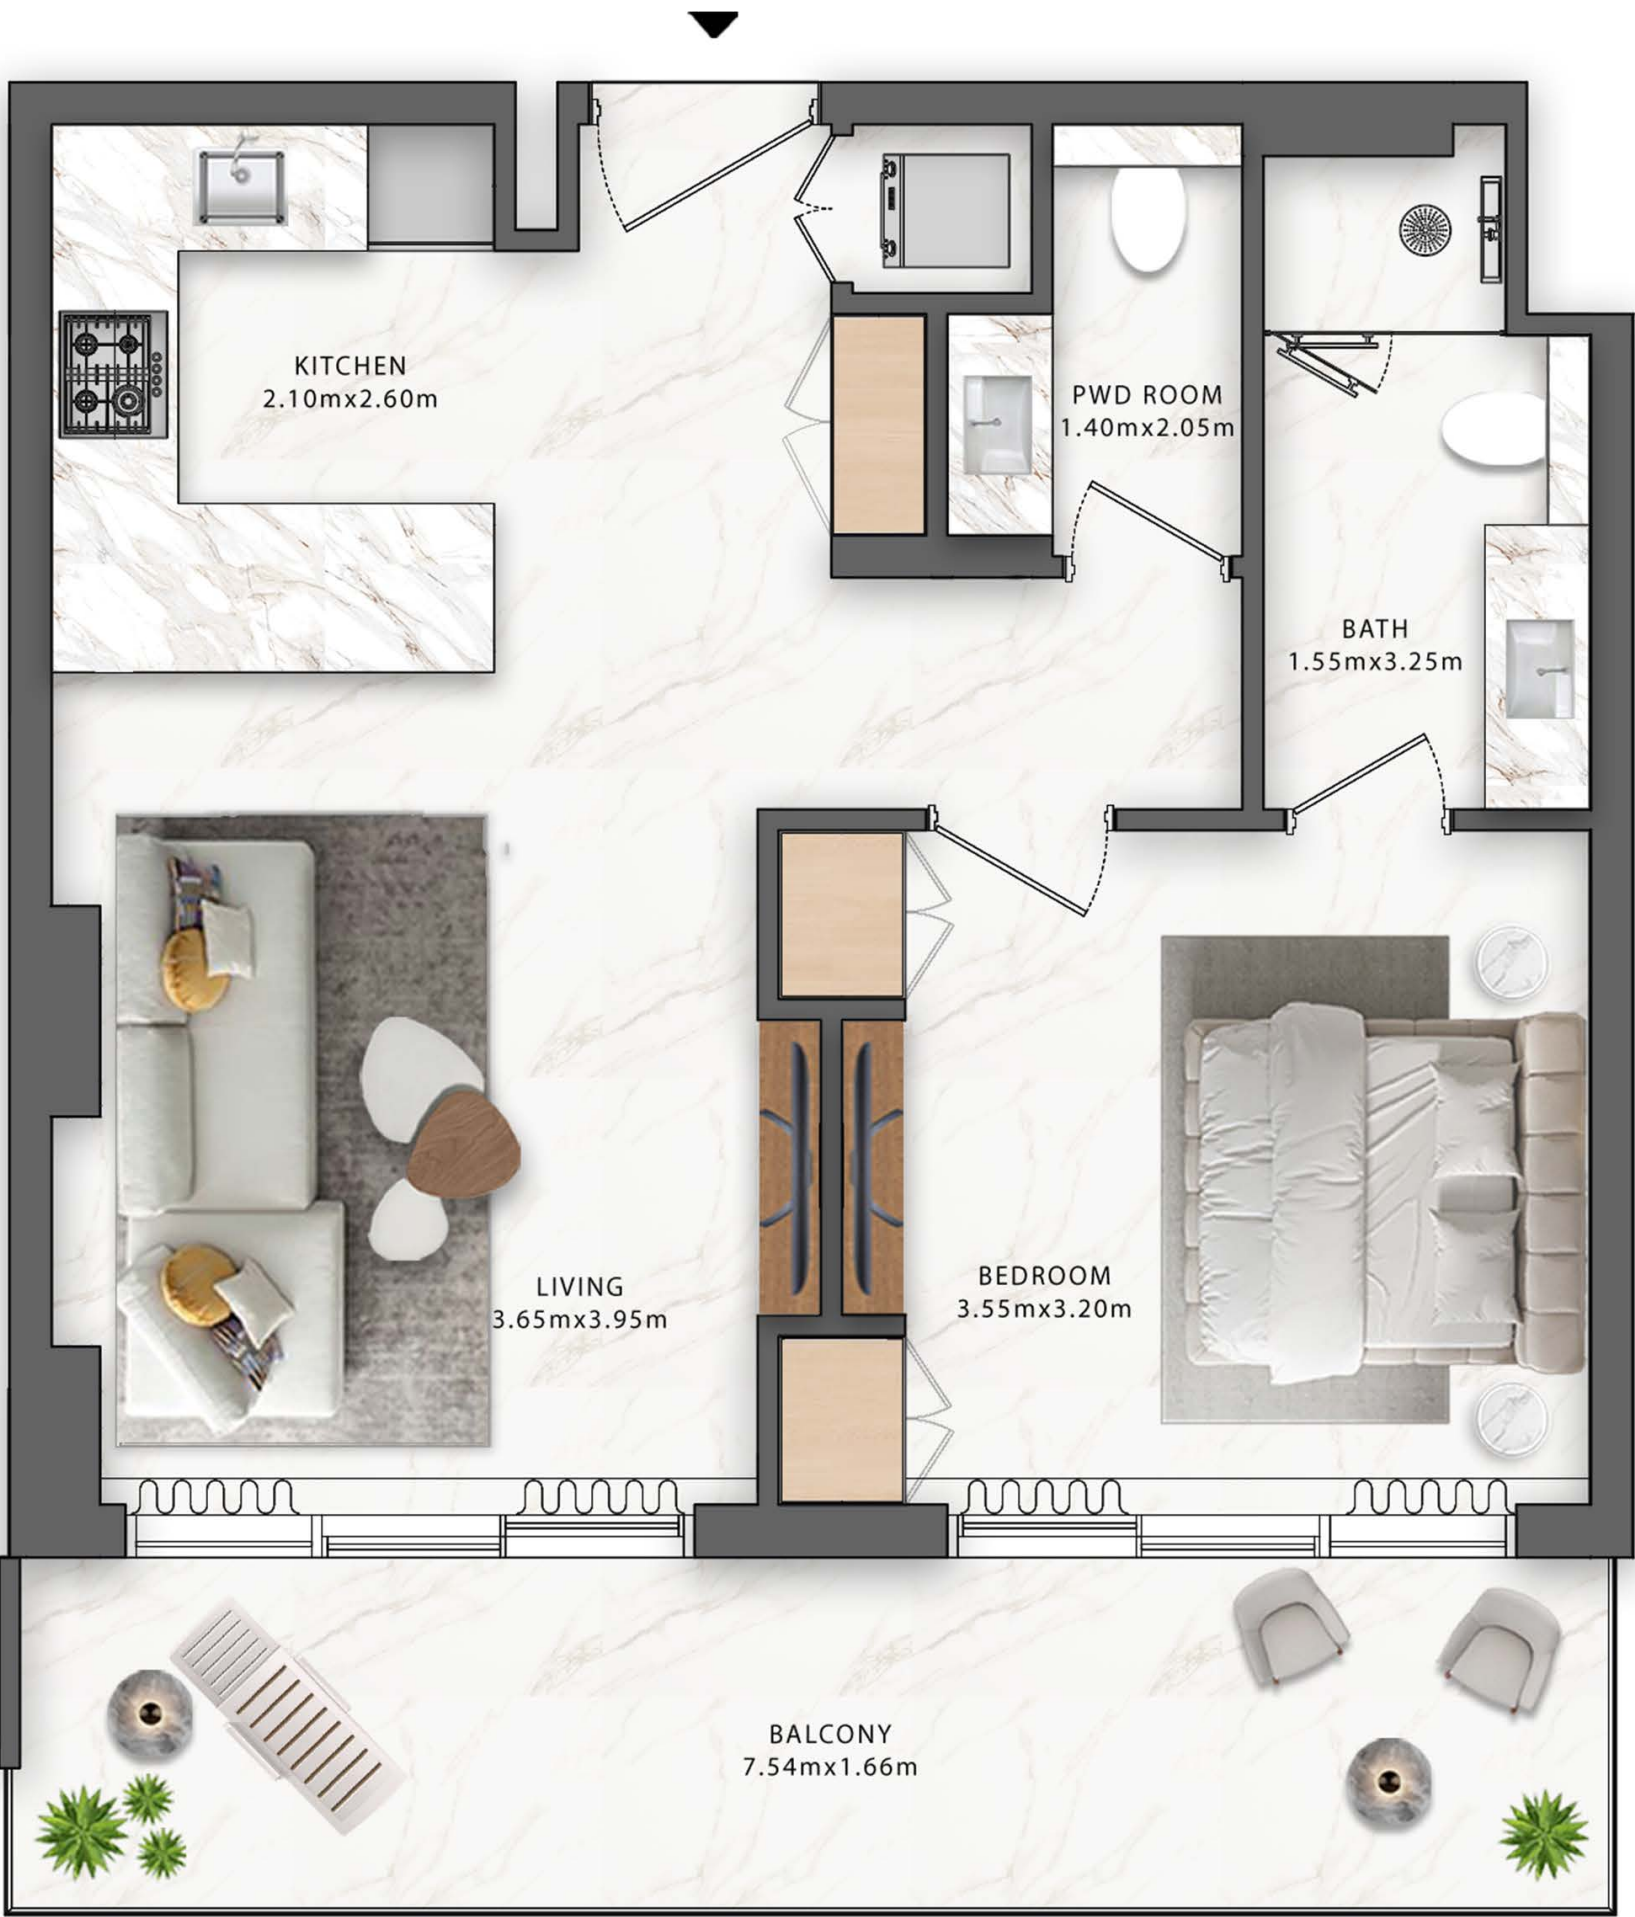 KITCHEN
2.10mx2.60m
PWD ROOM
1.40mx2.05m
BATH
1.55mx3.25m
LIVING
3.65mx3.95m
BEDROOM
3.55mx3.20m
BALCONY
7.54mx1.66m